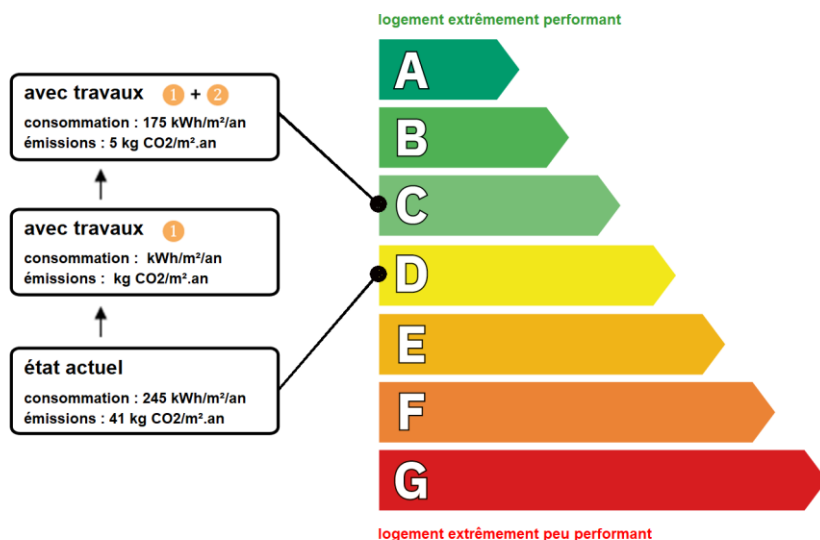 logement extrêmement performant
avec travaux 1 + 2
consommation : 175 kWh/m²/an
émissions : 5 kg CO2/m².an
avec travaux 1
consommation :  kWh/m²/an
émissions :  kg CO2/m².an
état actuel
consommation : 245 kWh/m²/an
émissions : 41 kg CO2/m².an
A
B
C
D
E
F
G
logement extrêmement peu performant